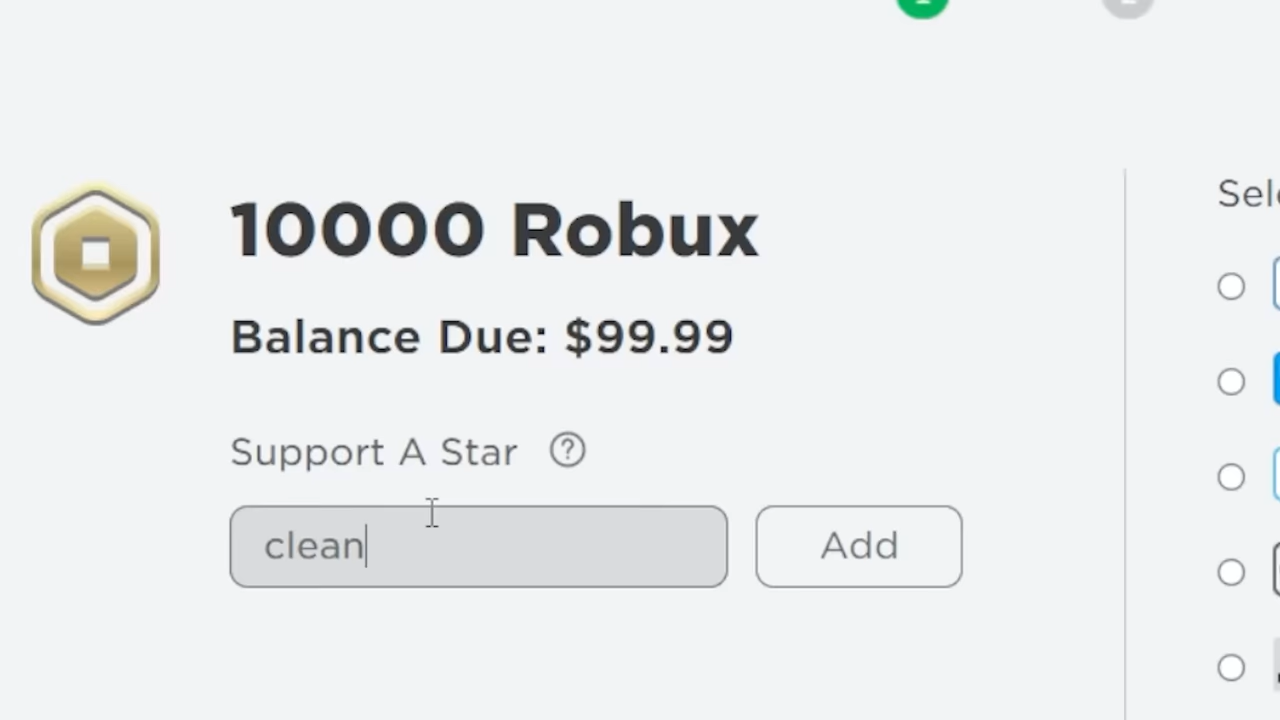 10000 Robux
Balance Due: $99.99
Support A Star
clean
Add